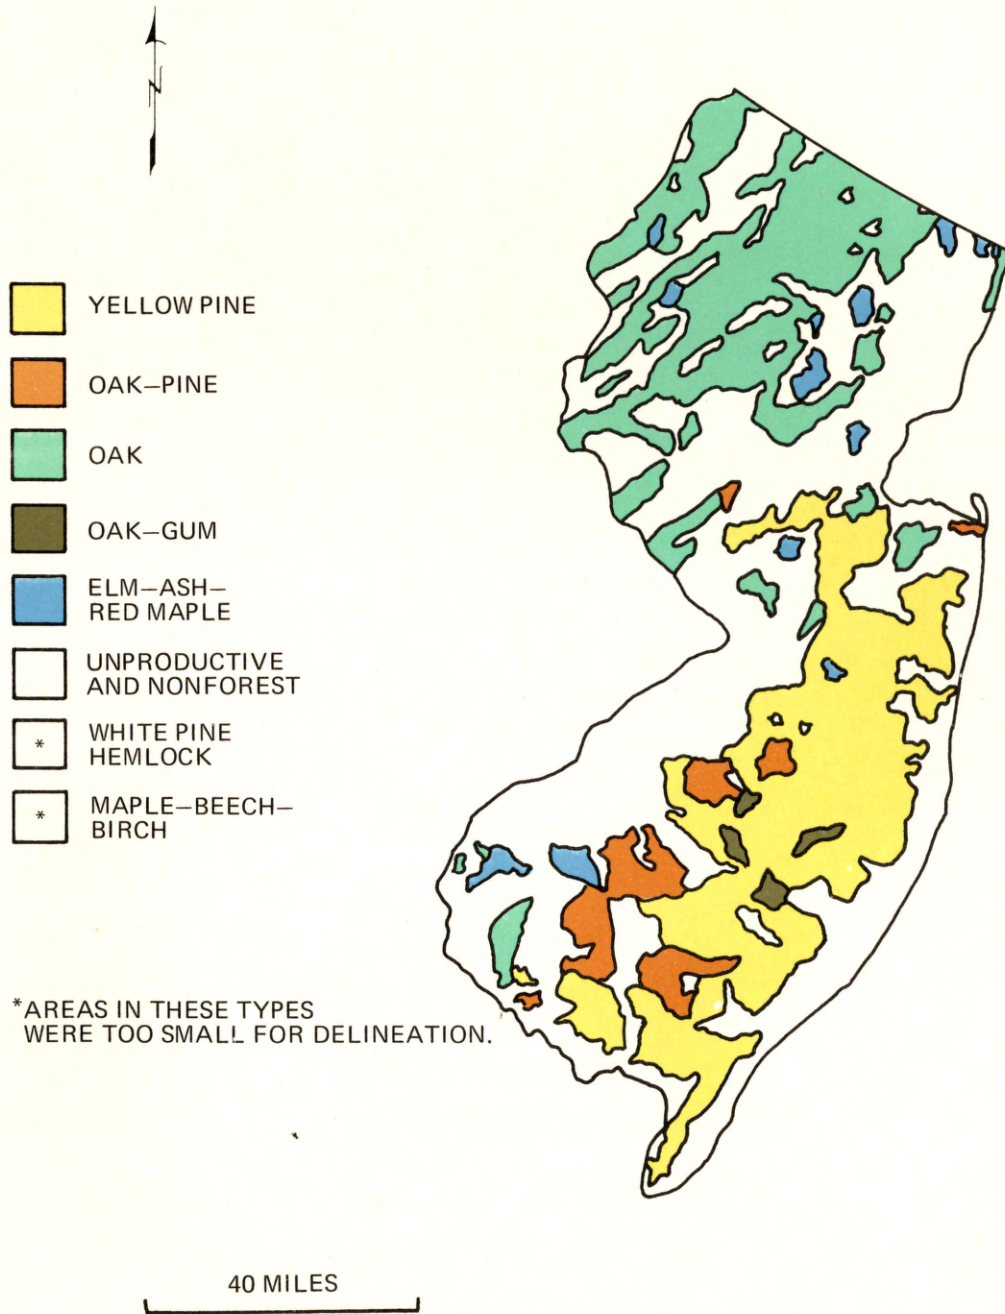 N
YELLOW PINE
OAK–PINE
OAK
OAK–GUM
ELM–ASH–
RED MAPLE
UNPRODUCTIVE
AND NONFOREST
* WHITE PINE
HEMLOCK
* MAPLE–BEECH–
BIRCH
*AREAS IN THESE TYPES
WERE TOO SMALL FOR DELINEATION.
40 MILES